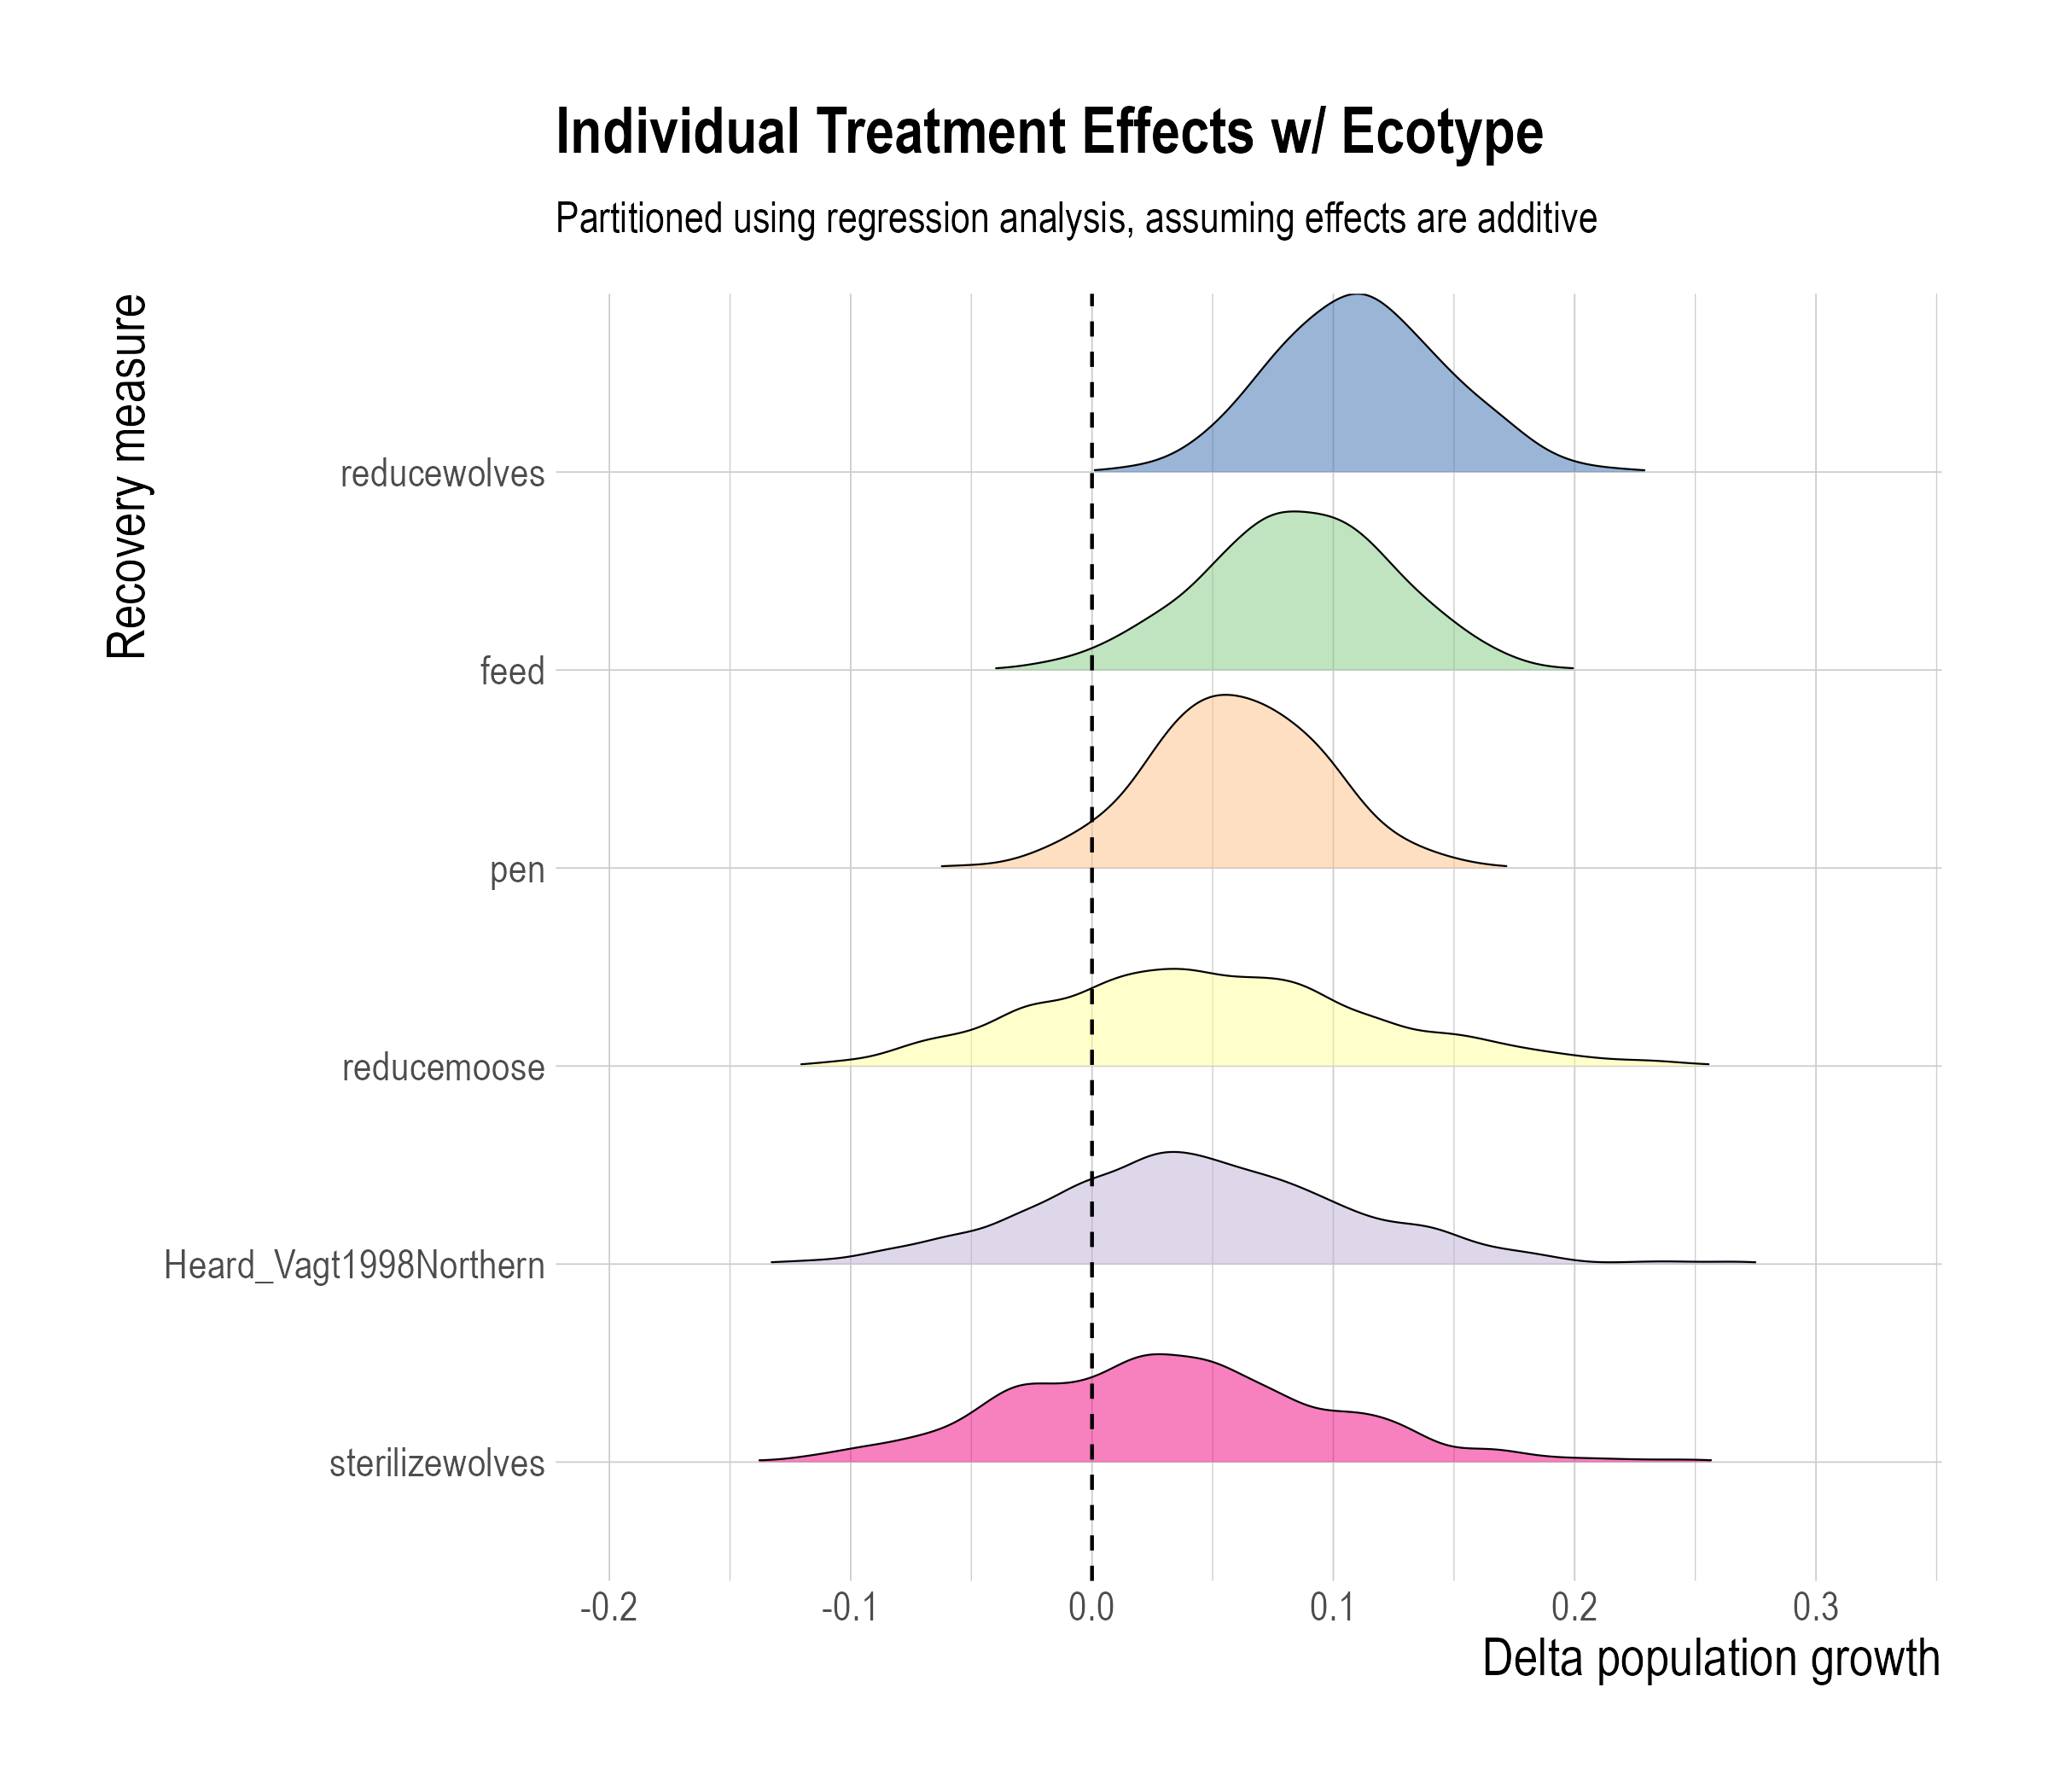 Individual Treatment Effects w/ Ecotype
Partitioned using regression analysis, assuming effects are additive
Recovery measure
reducewolves
feed
pen
reducemoose
Heard_Vagt1998Northern
sterilizewolves
-0.2 -0.1 0.0 0.1 0.2 0.3
Delta population growth